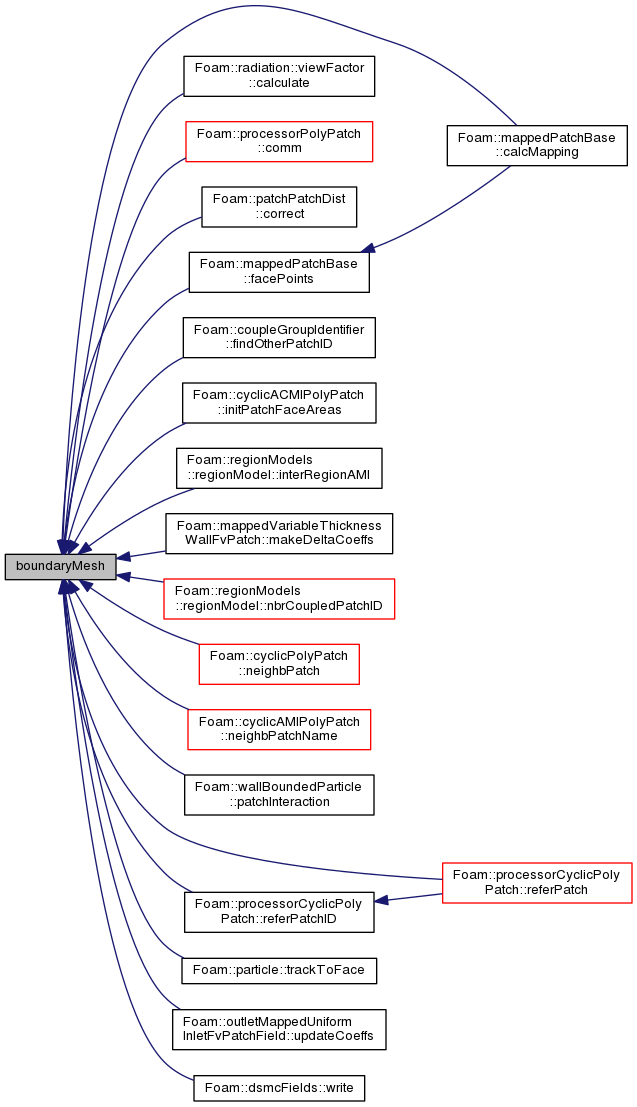 Foam::radiation::viewFactor
::calculate
Foam::processorPolyPatch
::comm
Foam::mappedPatchBase
::calcMapping
Foam::patchPatchDist
::correct
Foam::mappedPatchBase
::facePoints
Foam::coupleGroupIdentifier
::findOtherPatchID
Foam::cyclicACMIPolyPatch
::initPatchFaceAreas
Foam::regionModels
::regionModel::interRegionAMI
Foam::mappedVariableThickness
WallFvPatch::makeDeltaCoeffs
boundaryMesh
Foam::regionModels
::regionModel::nbrCoupledPatchID
Foam::cyclicPolyPatch
::neighbPatch
Foam::cyclicAMIPolyPatch
::neighbPatchName
Foam::wallBoundedParticle
::patchInteraction
Foam::processorCyclicPoly
Patch::referPatch
Foam::processorCyclicPoly
Patch::referPatchID
Foam::particle::trackToFace
Foam::outletMappedUniform
InletFvPatchField::updateCoeffs
Foam::dsmcFields::write